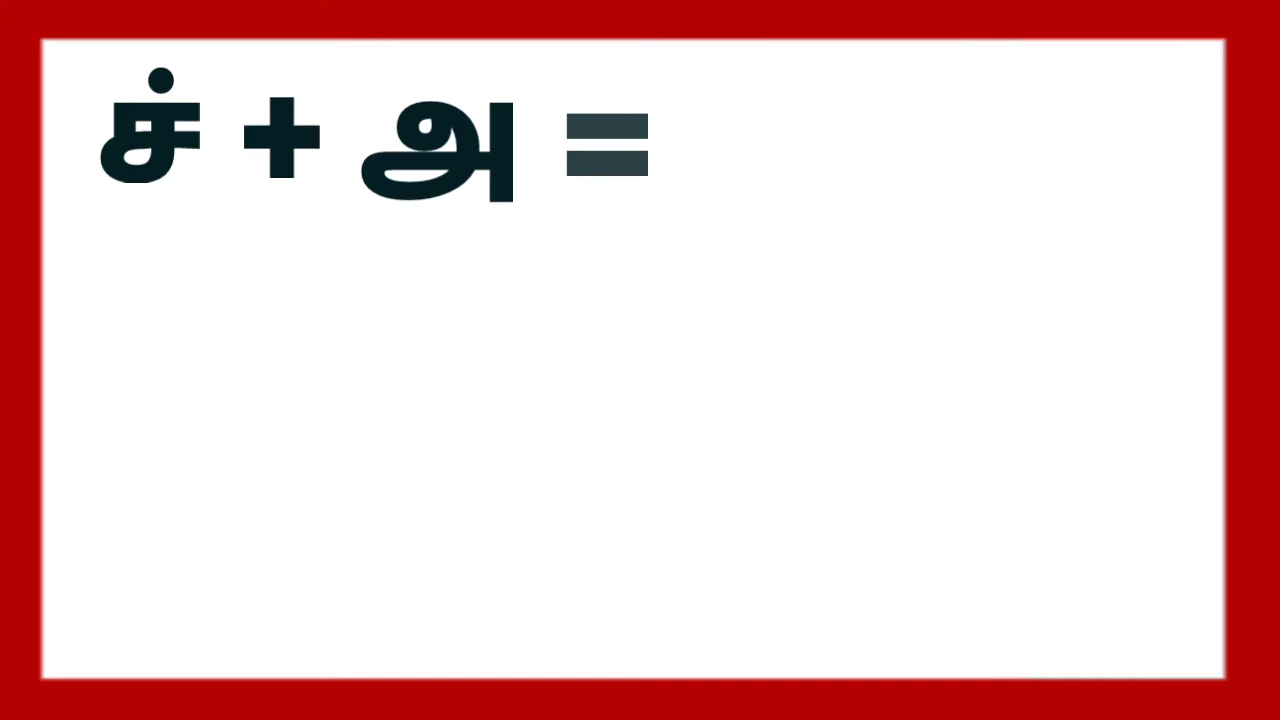 ச் + அ =